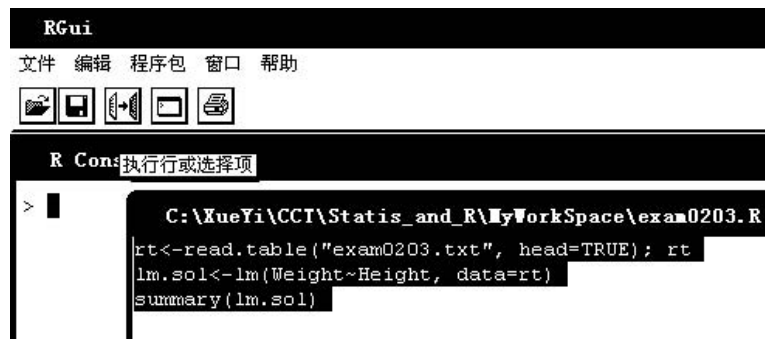 RGui
文件 编辑 程序包 窗口 帮助
R Cons
执行行或选择项
>
C:\XueYi\CCT\Statis_and_R\MyWorkSpace\exam0203.R
rt<-read.table("exam0203.txt", head=TRUE); rt
lm.sol<-lm(Weight~Height, data=rt)
summary(lm.sol)